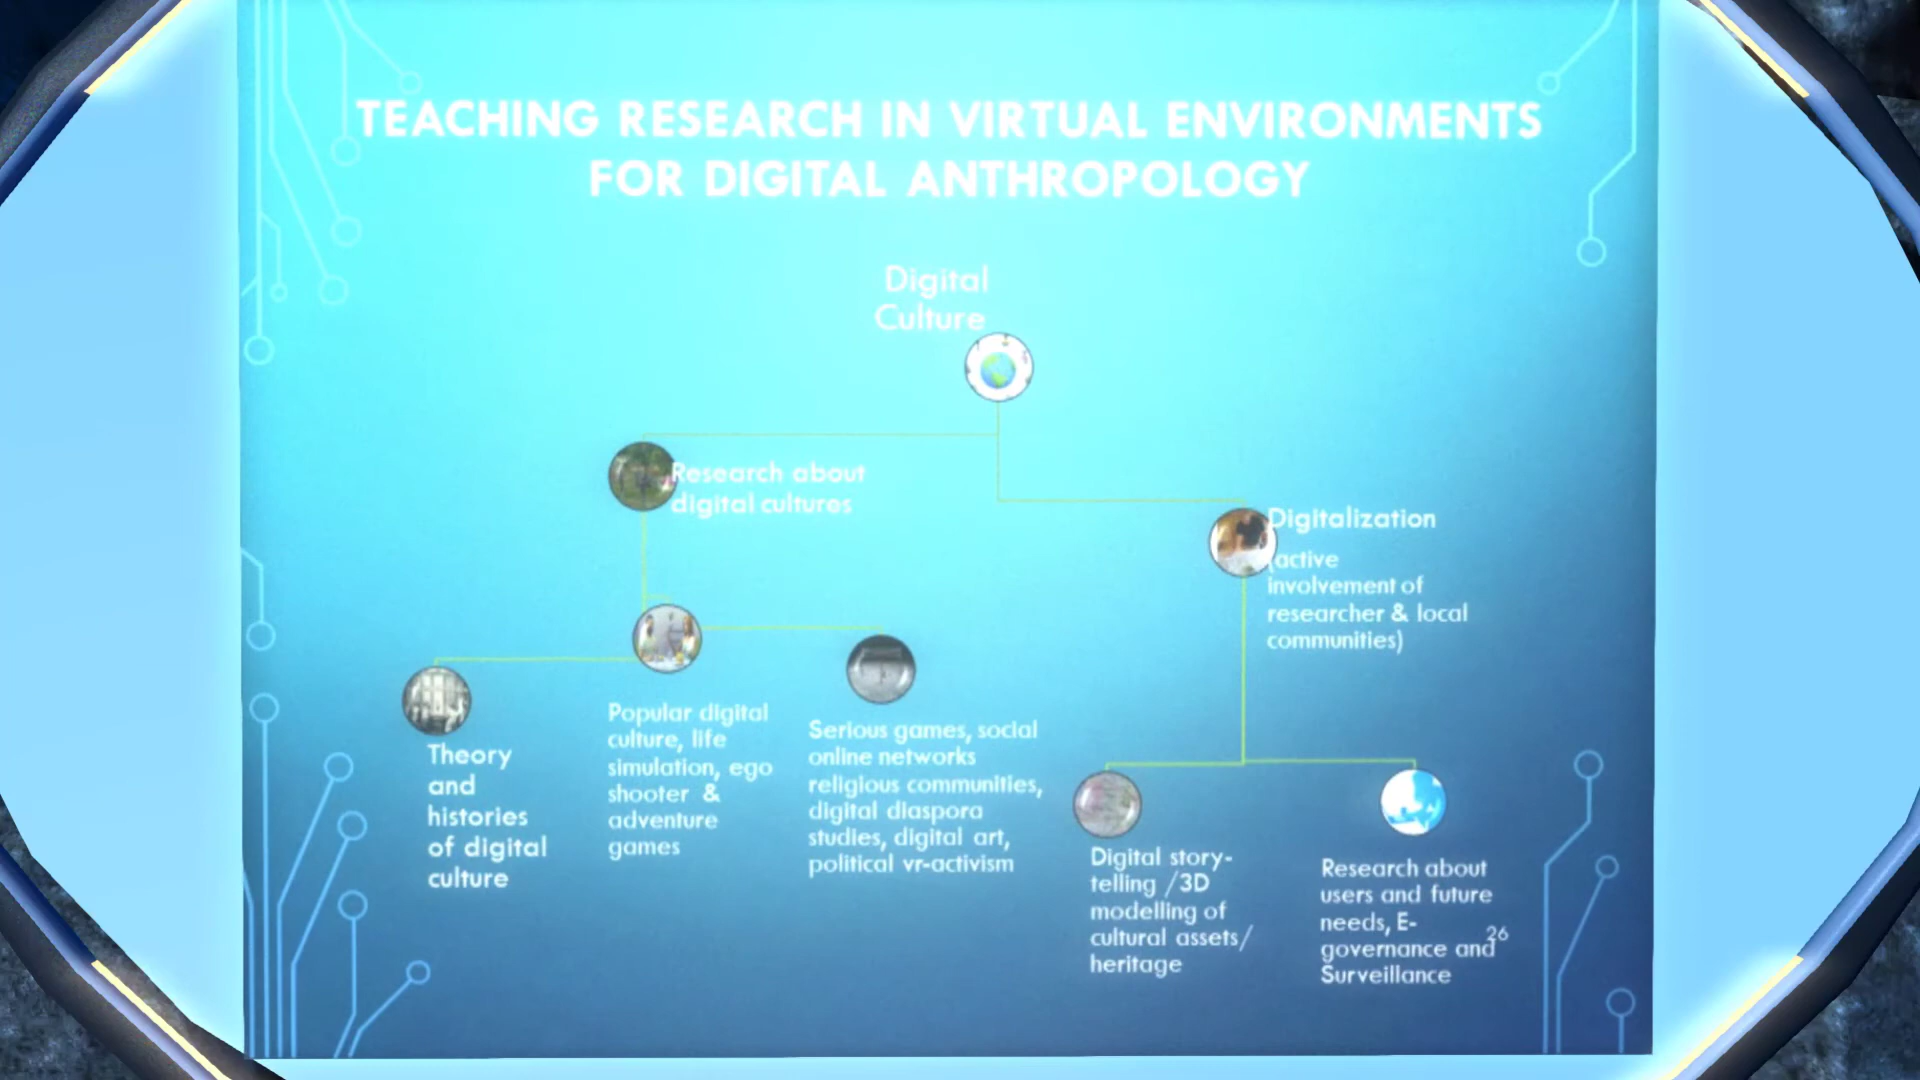 TEACHING RESEARCH IN VIRTUAL ENVIRONMENTS
FOR DIGITAL ANTHROPOLOGY
Digital
Culture
Research about
digital cultures
Digitalization
(active
involvement of
researcher & local
communities)
Theory
and
histories
of digital
culture
Popular digital
culture, life
simulation, ego
shooter &
adventure
games
Serious games, social
online networks
religious communities,
digital diaspora
studies, digital art,
political vr-activism
Digital story-
telling /3D
modelling of
cultural assets/
heritage
Research about
users and future
needs, E-
governance and
Surveillance
26